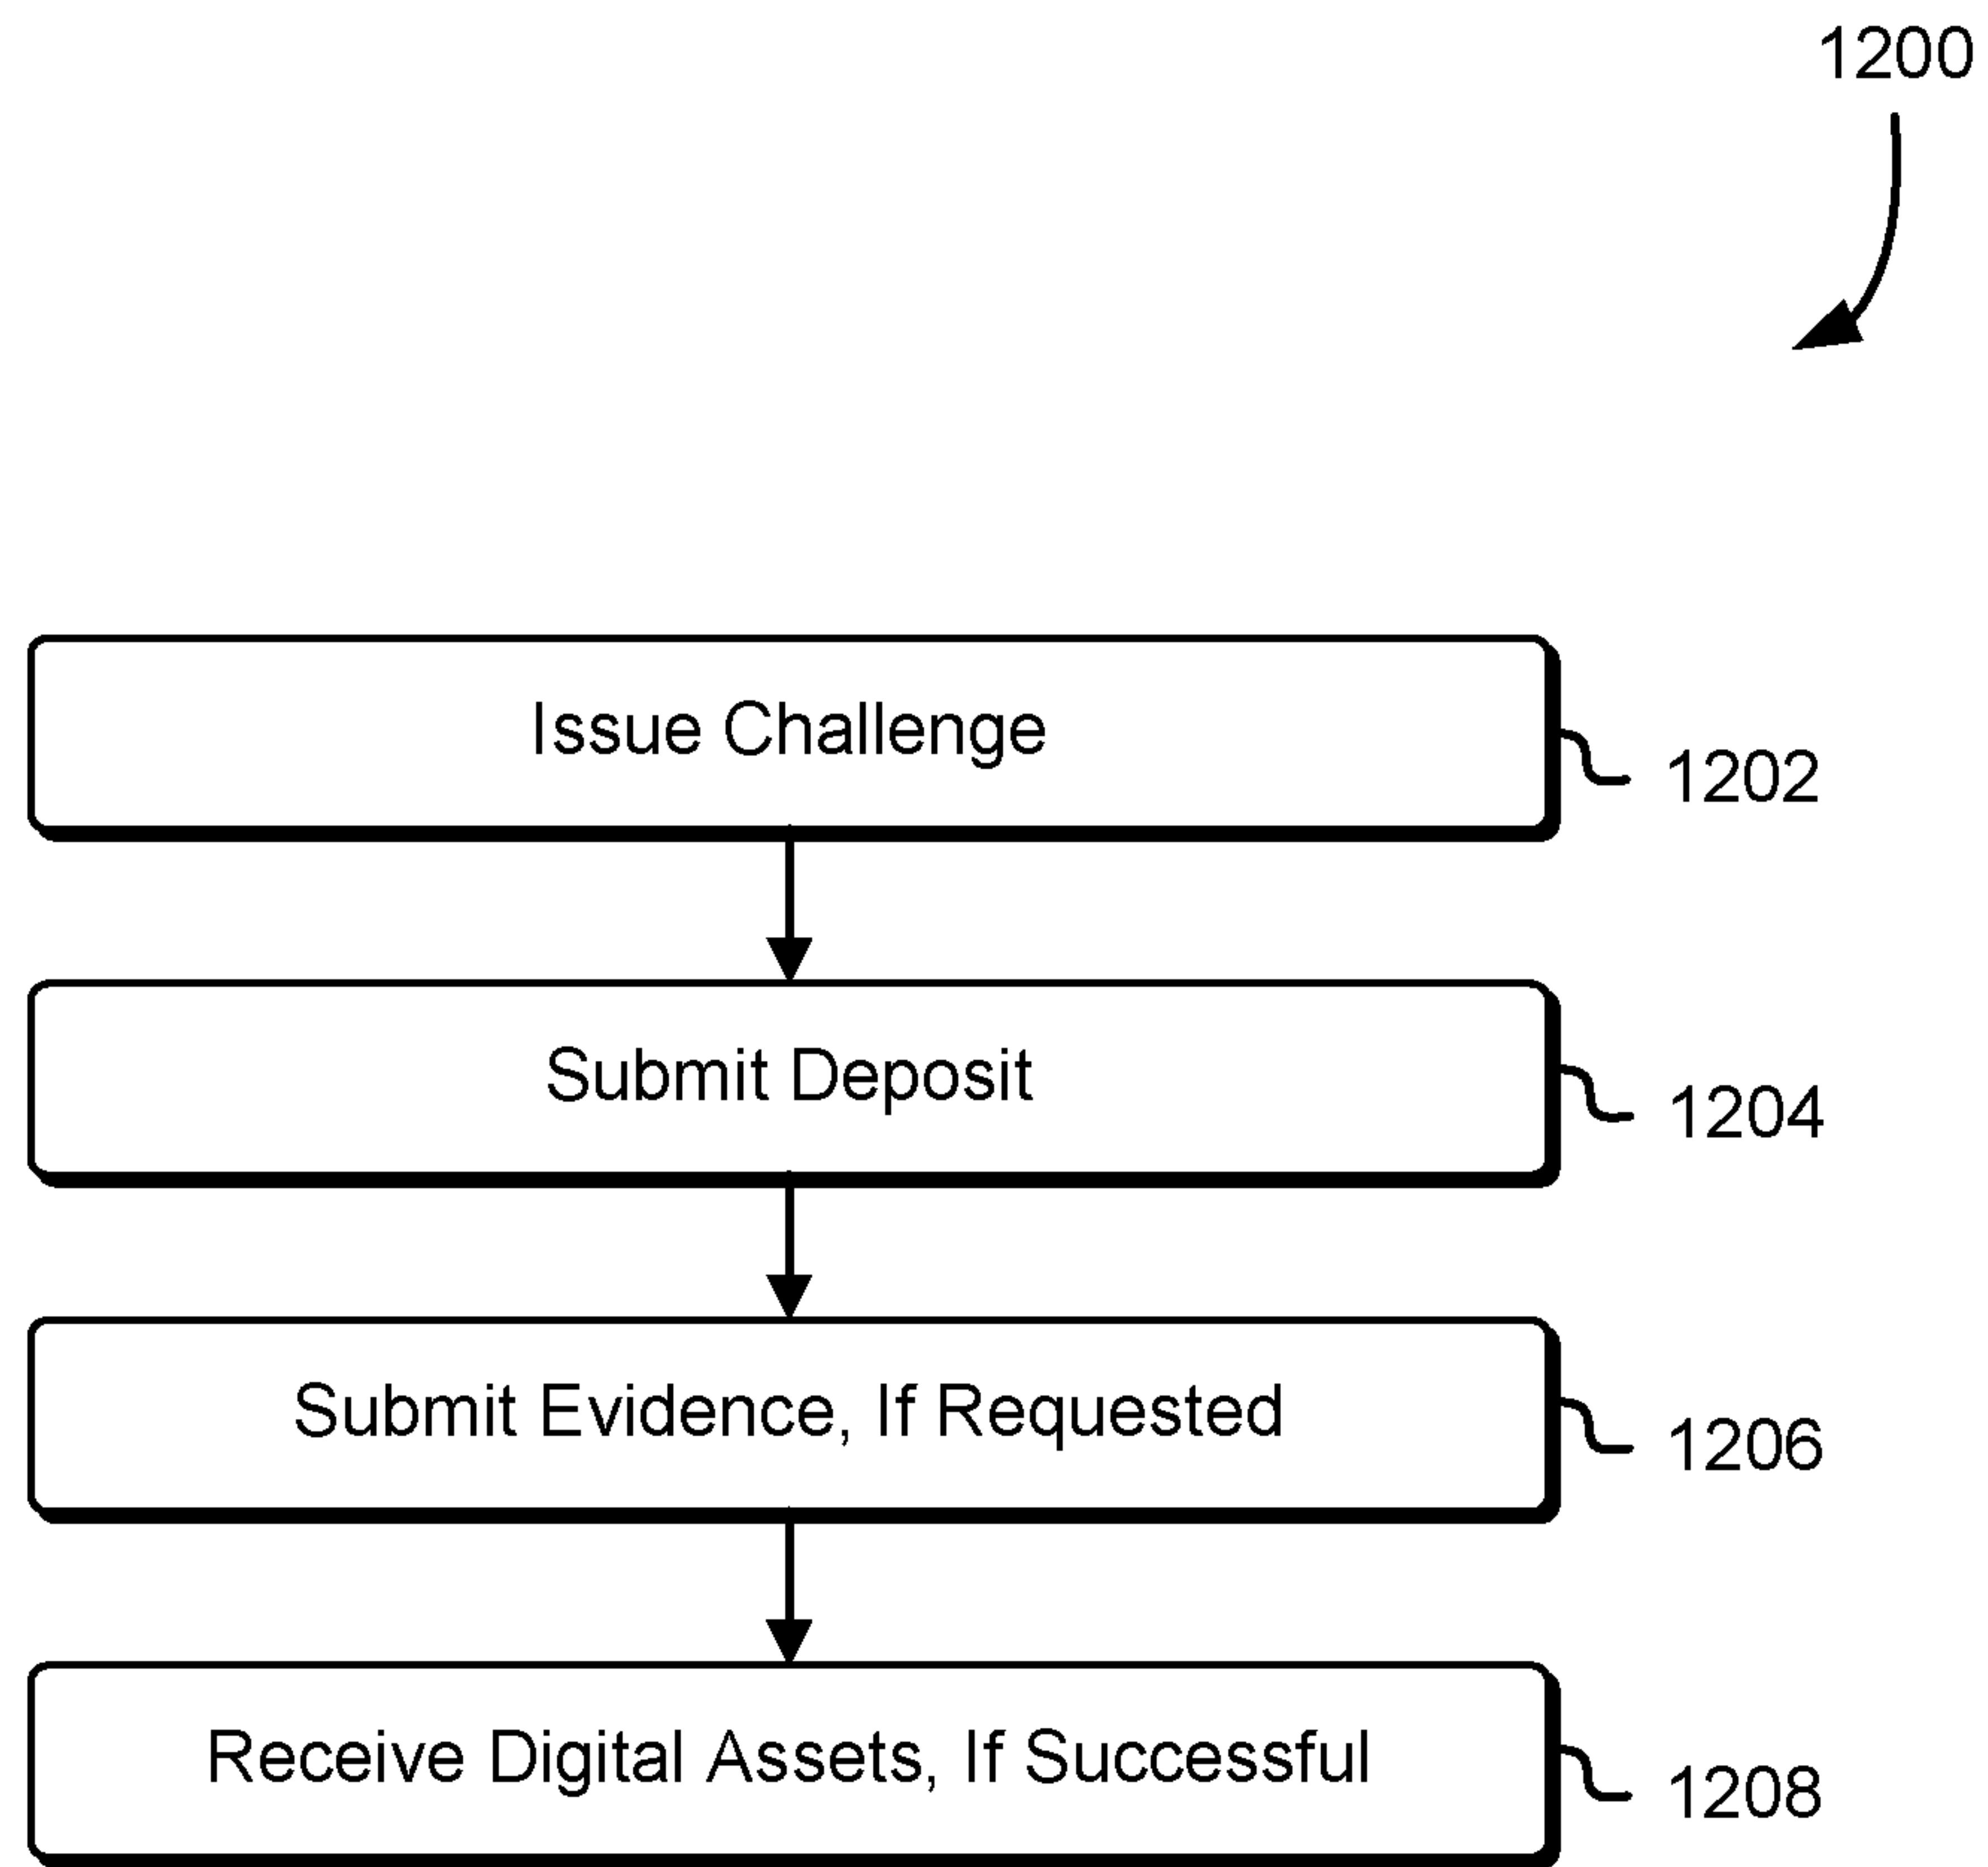 1200
Issue Challenge
1202
Submit Deposit
1204
Submit Evidence, If Requested
1206
Receive Digital Assets, If Successful
1208